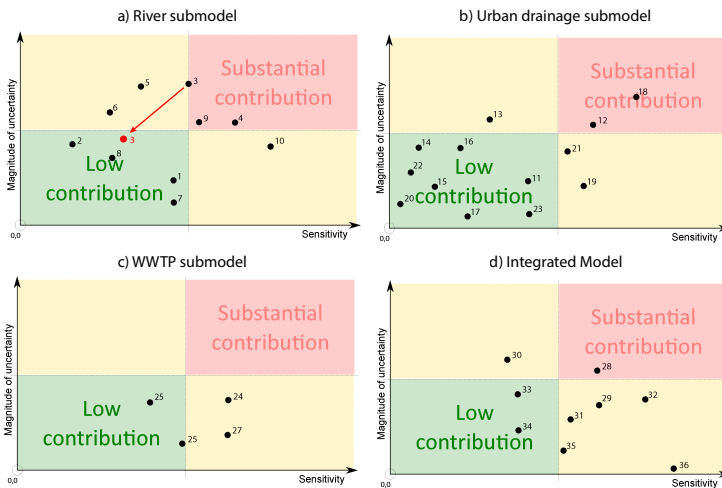 a) River submodel
Magnitude of uncertainty
Substantial
contribution
Low
contribution
5
3
6
9
4
2
3
8
10
1
7
0,0
Sensitivity
b) Urban drainage submodel
Magnitude of uncertainty
Substantial
contribution
Low
contribution
18
13
12
14
16
21
22
15
11
19
20
17
23
0,0
Sensitivity
c) WWTP submodel
Magnitude of uncertainty
Substantial
contribution
Low
contribution
25
24
25
27
0,0
Sensitivity
d) Integrated Model
Magnitude of uncertainty
Substantial
contribution
Low
contribution
30
28
33
29
32
31
34
35
36
0,0
Sensitivity